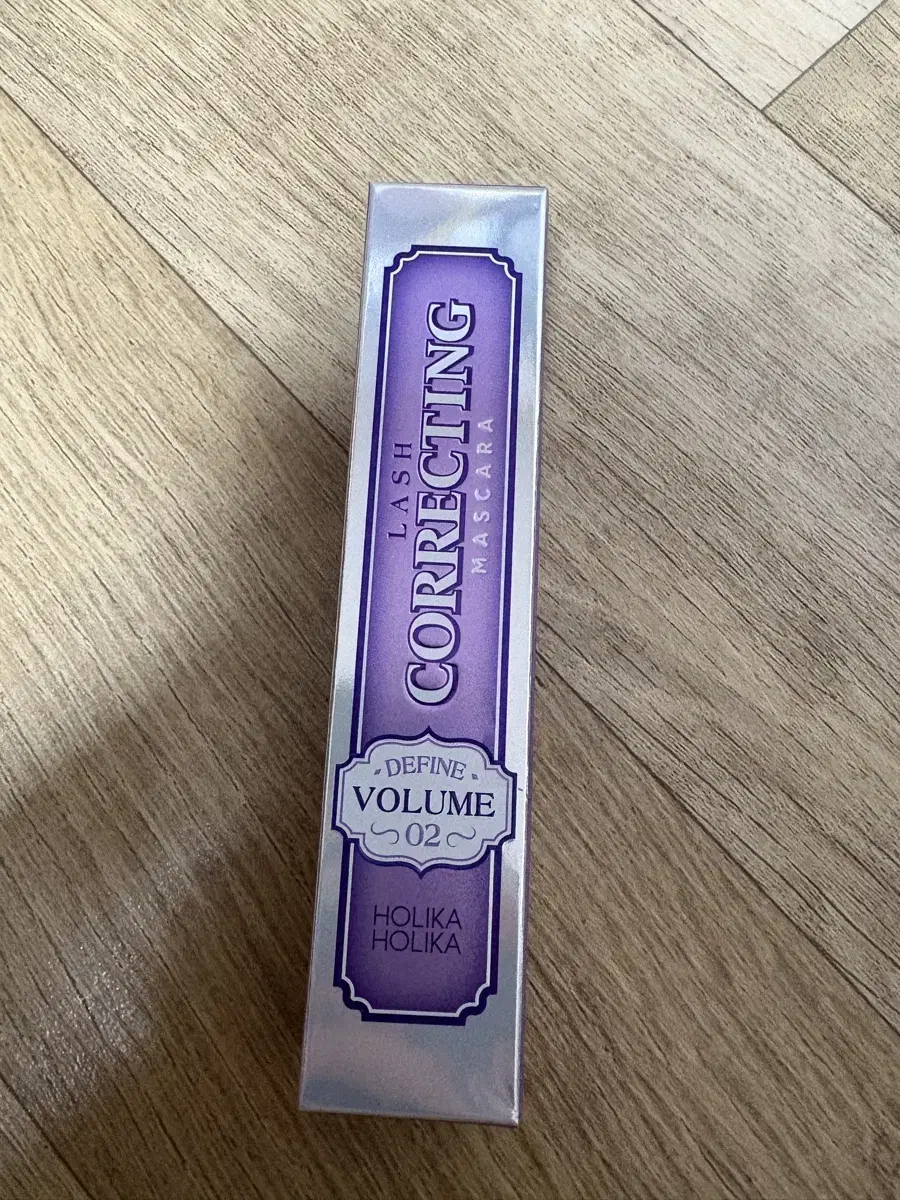 LASH
CORRECTING
MASCARA
· DEFINE ·
VOLUME
02
HOLIKA
HOLIKA